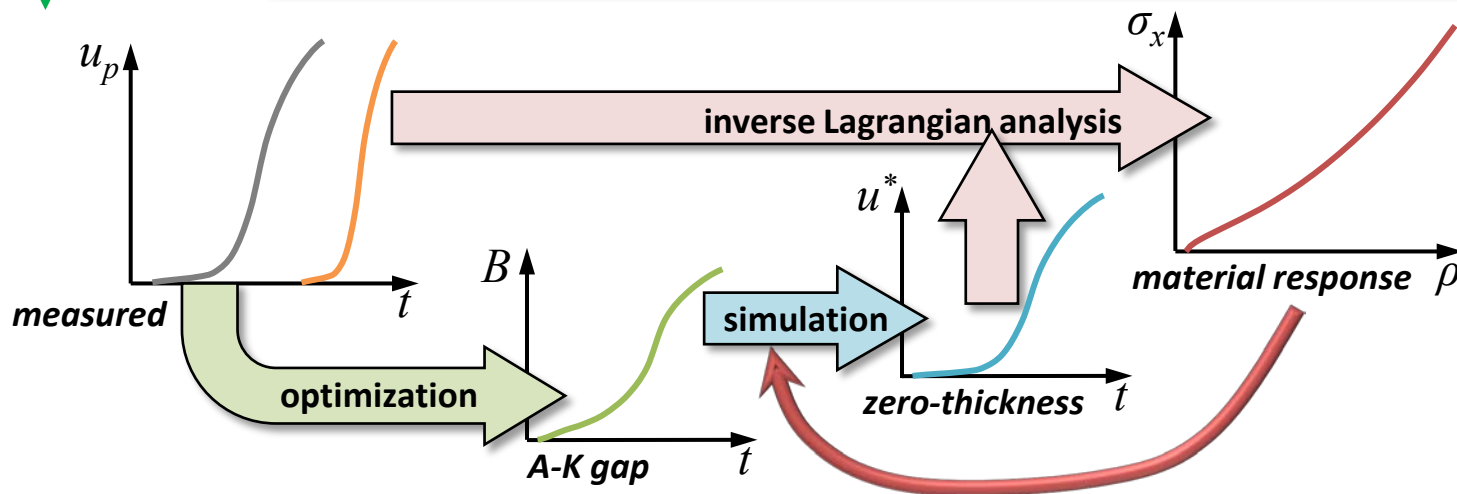 u_p
t
measured
inverse Lagrangian analysis
σ_x
ρ
material response
optimization
B
t
A-K gap
simulation
u*
t
zero-thickness